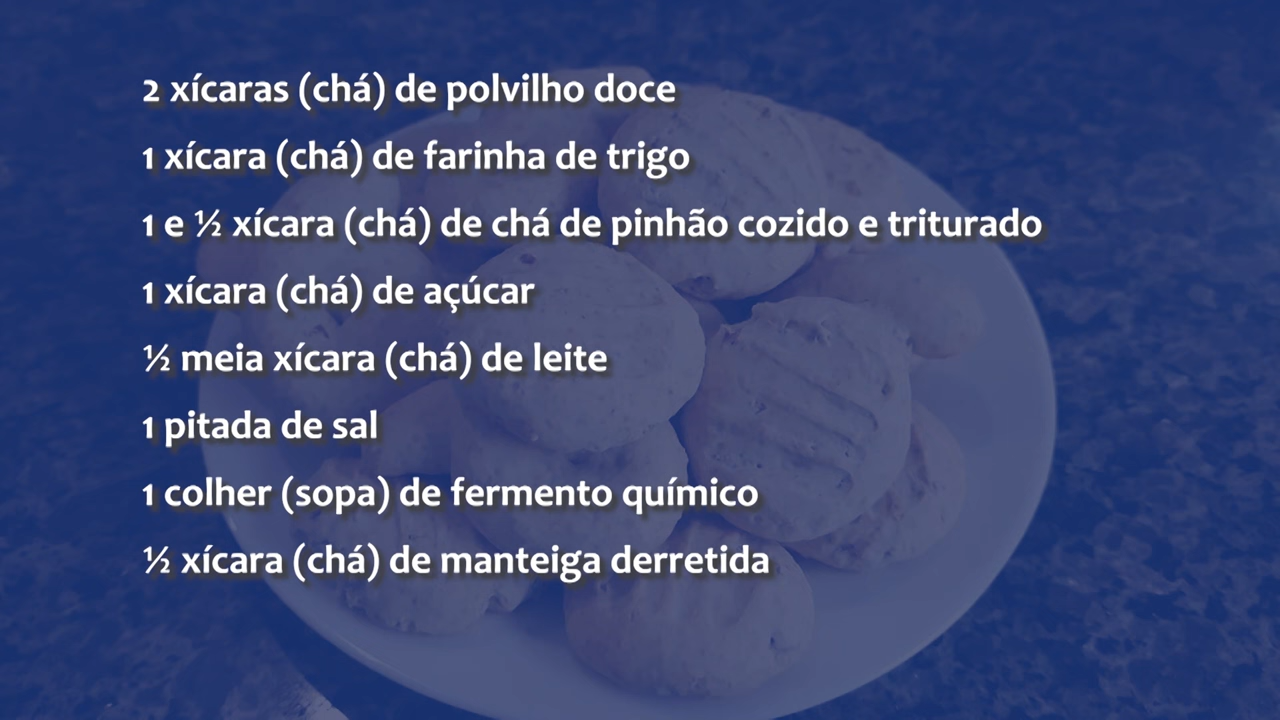 2 xícaras (chá) de polvilho doce
1 xícara (chá) de farinha de trigo
1 e ½ xícara (chá) de chá de pinhão cozido e triturado
1 xícara (chá) de açúcar
½ meia xícara (chá) de leite
1 pitada de sal
1 colher (sopa) de fermento químico
½ xícara (chá) de manteiga derretida